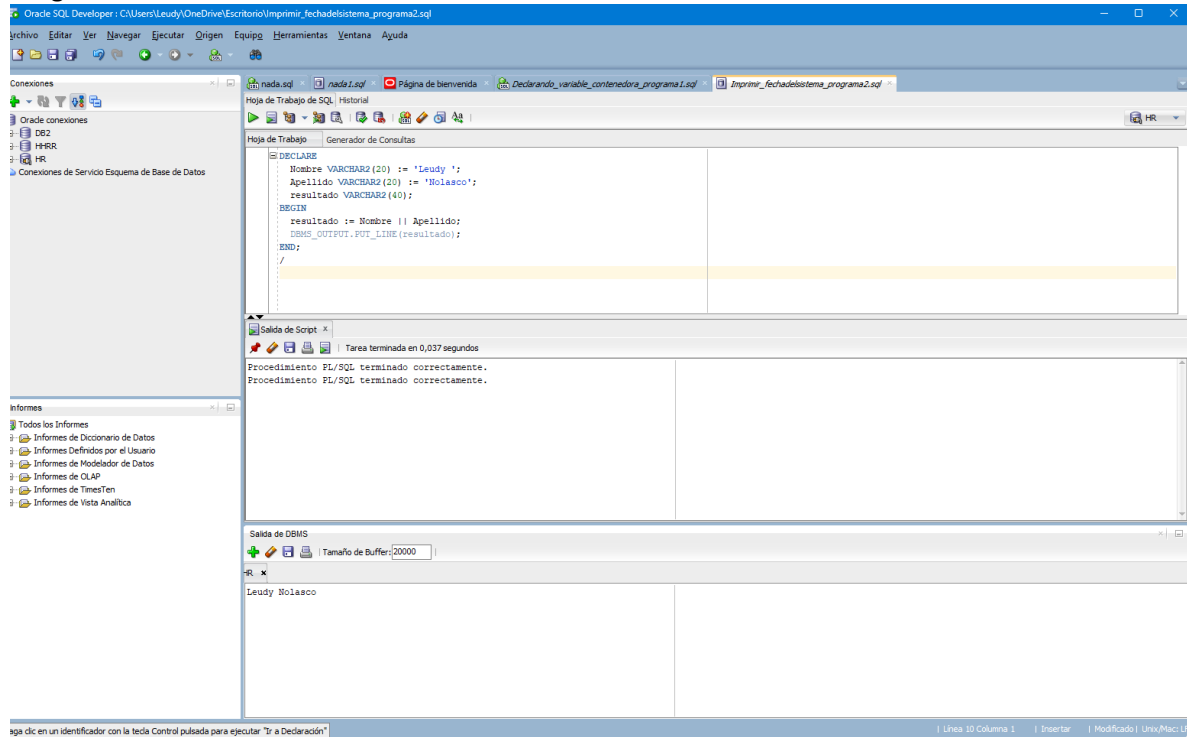 Oracle SQL Developer : C:\Users\Leudy\OneDrive\Escritorio\Imprimir_fechadelsistema_programa2.sql
Archivo Editar Ver Navegar Ejecutar Origen Equipo Herramientas Ventana Ayuda
Conexiones
Oracle conexiones
DB2
HHRR
HR
Conexiones de Servicio Esquema de Base de Datos
nada.sql nada1.sql Página de bienvenida Declarando_variable_contenedora_programa1.sql Imprimir_fechadelsistema_programa2.sql
Hoja de Trabajo de SQL Historial
HR
Hoja de Trabajo Generador de Consultas
DECLARE
Nombre VARCHAR2(20) := 'Leudy ';
Apellido VARCHAR2(20) := 'Nolasco';
resultado VARCHAR2(40);
BEGIN
resultado := Nombre || Apellido;
DBMS_OUTPUT.PUT_LINE(resultado);
END;
/
Salida de Script x
Tarea terminada en 0,037 segundos
Procedimiento PL/SQL terminado correctamente.
Procedimiento PL/SQL terminado correctamente.
Informes
Todos los Informes
Informes de Diccionario de Datos
Informes Definidos por el Usuario
Informes de Modelador de Datos
Informes de OLAP
Informes de TimesTen
Informes de Vista Analítica
Salida de DBMS
Tamaño de Buffer: 20000
HR x
Leudy Nolasco
aga clic en un identificador con la tecla Control pulsada para ejecutar "Ir a Declaración"
| Línea 10 Columna 1 | Insertar | Modificado | Unix/Mac: L